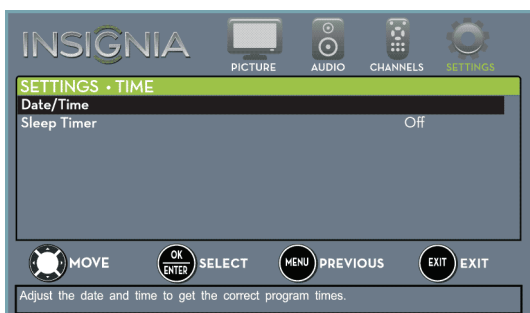 INSIGNIA
PICTURE AUDIO CHANNELS SETTINGS
SETTINGS • TIME
Date/Time
Sleep Timer Off
MOVE OK ENTER SELECT MENU PREVIOUS EXIT EXIT
Adjust the date and time to get the correct program times.